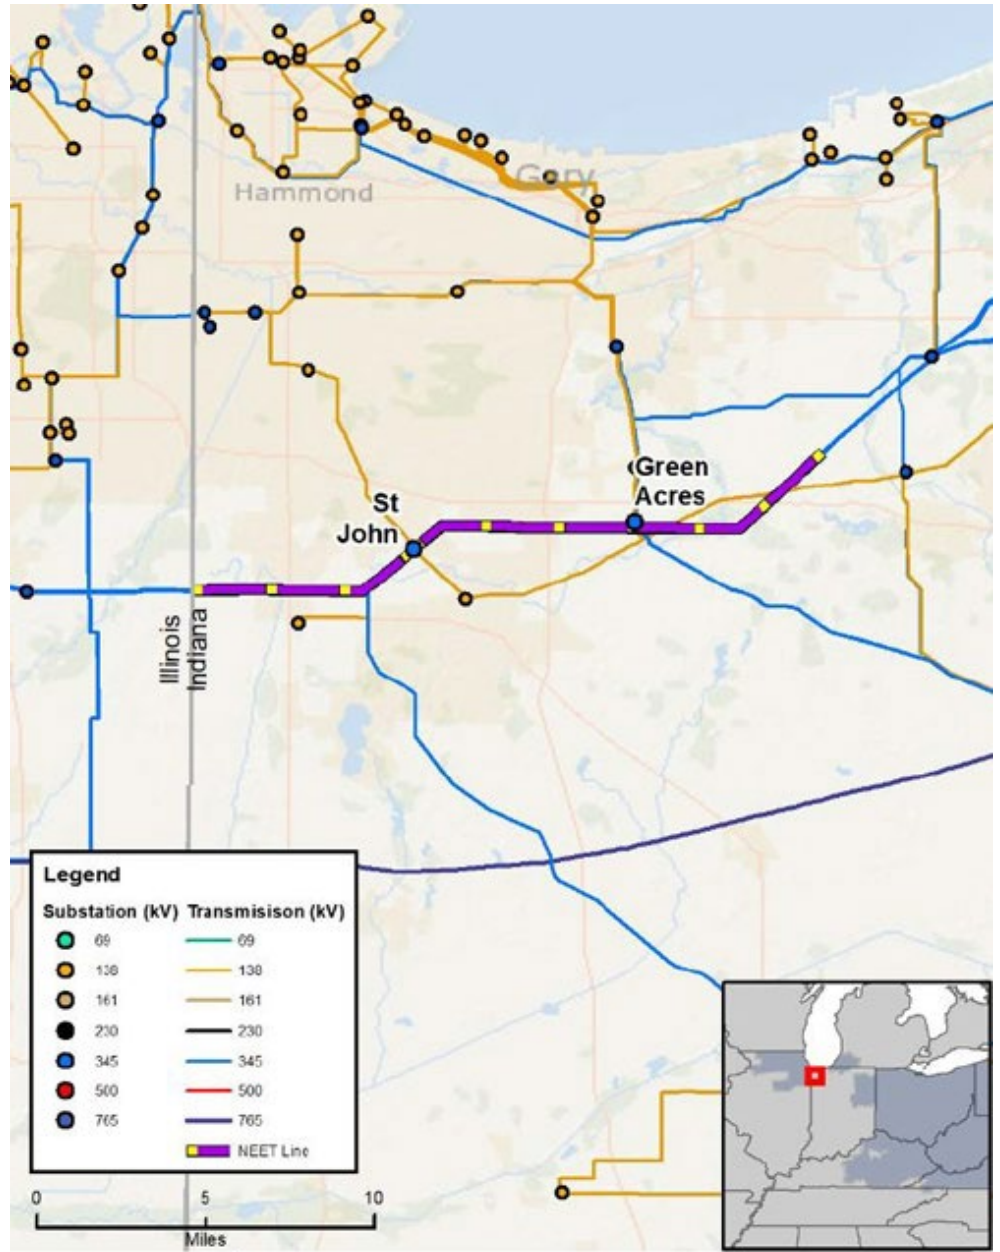 Hammond
Gary
Green
Acres
St
John
Illinois
Indiana
Legend
Substation (kV) Transmisison (kV)
69 69
138 138
161 161
230 230
345 345
500 500
765 765
NEET Line
0 5 10
Miles